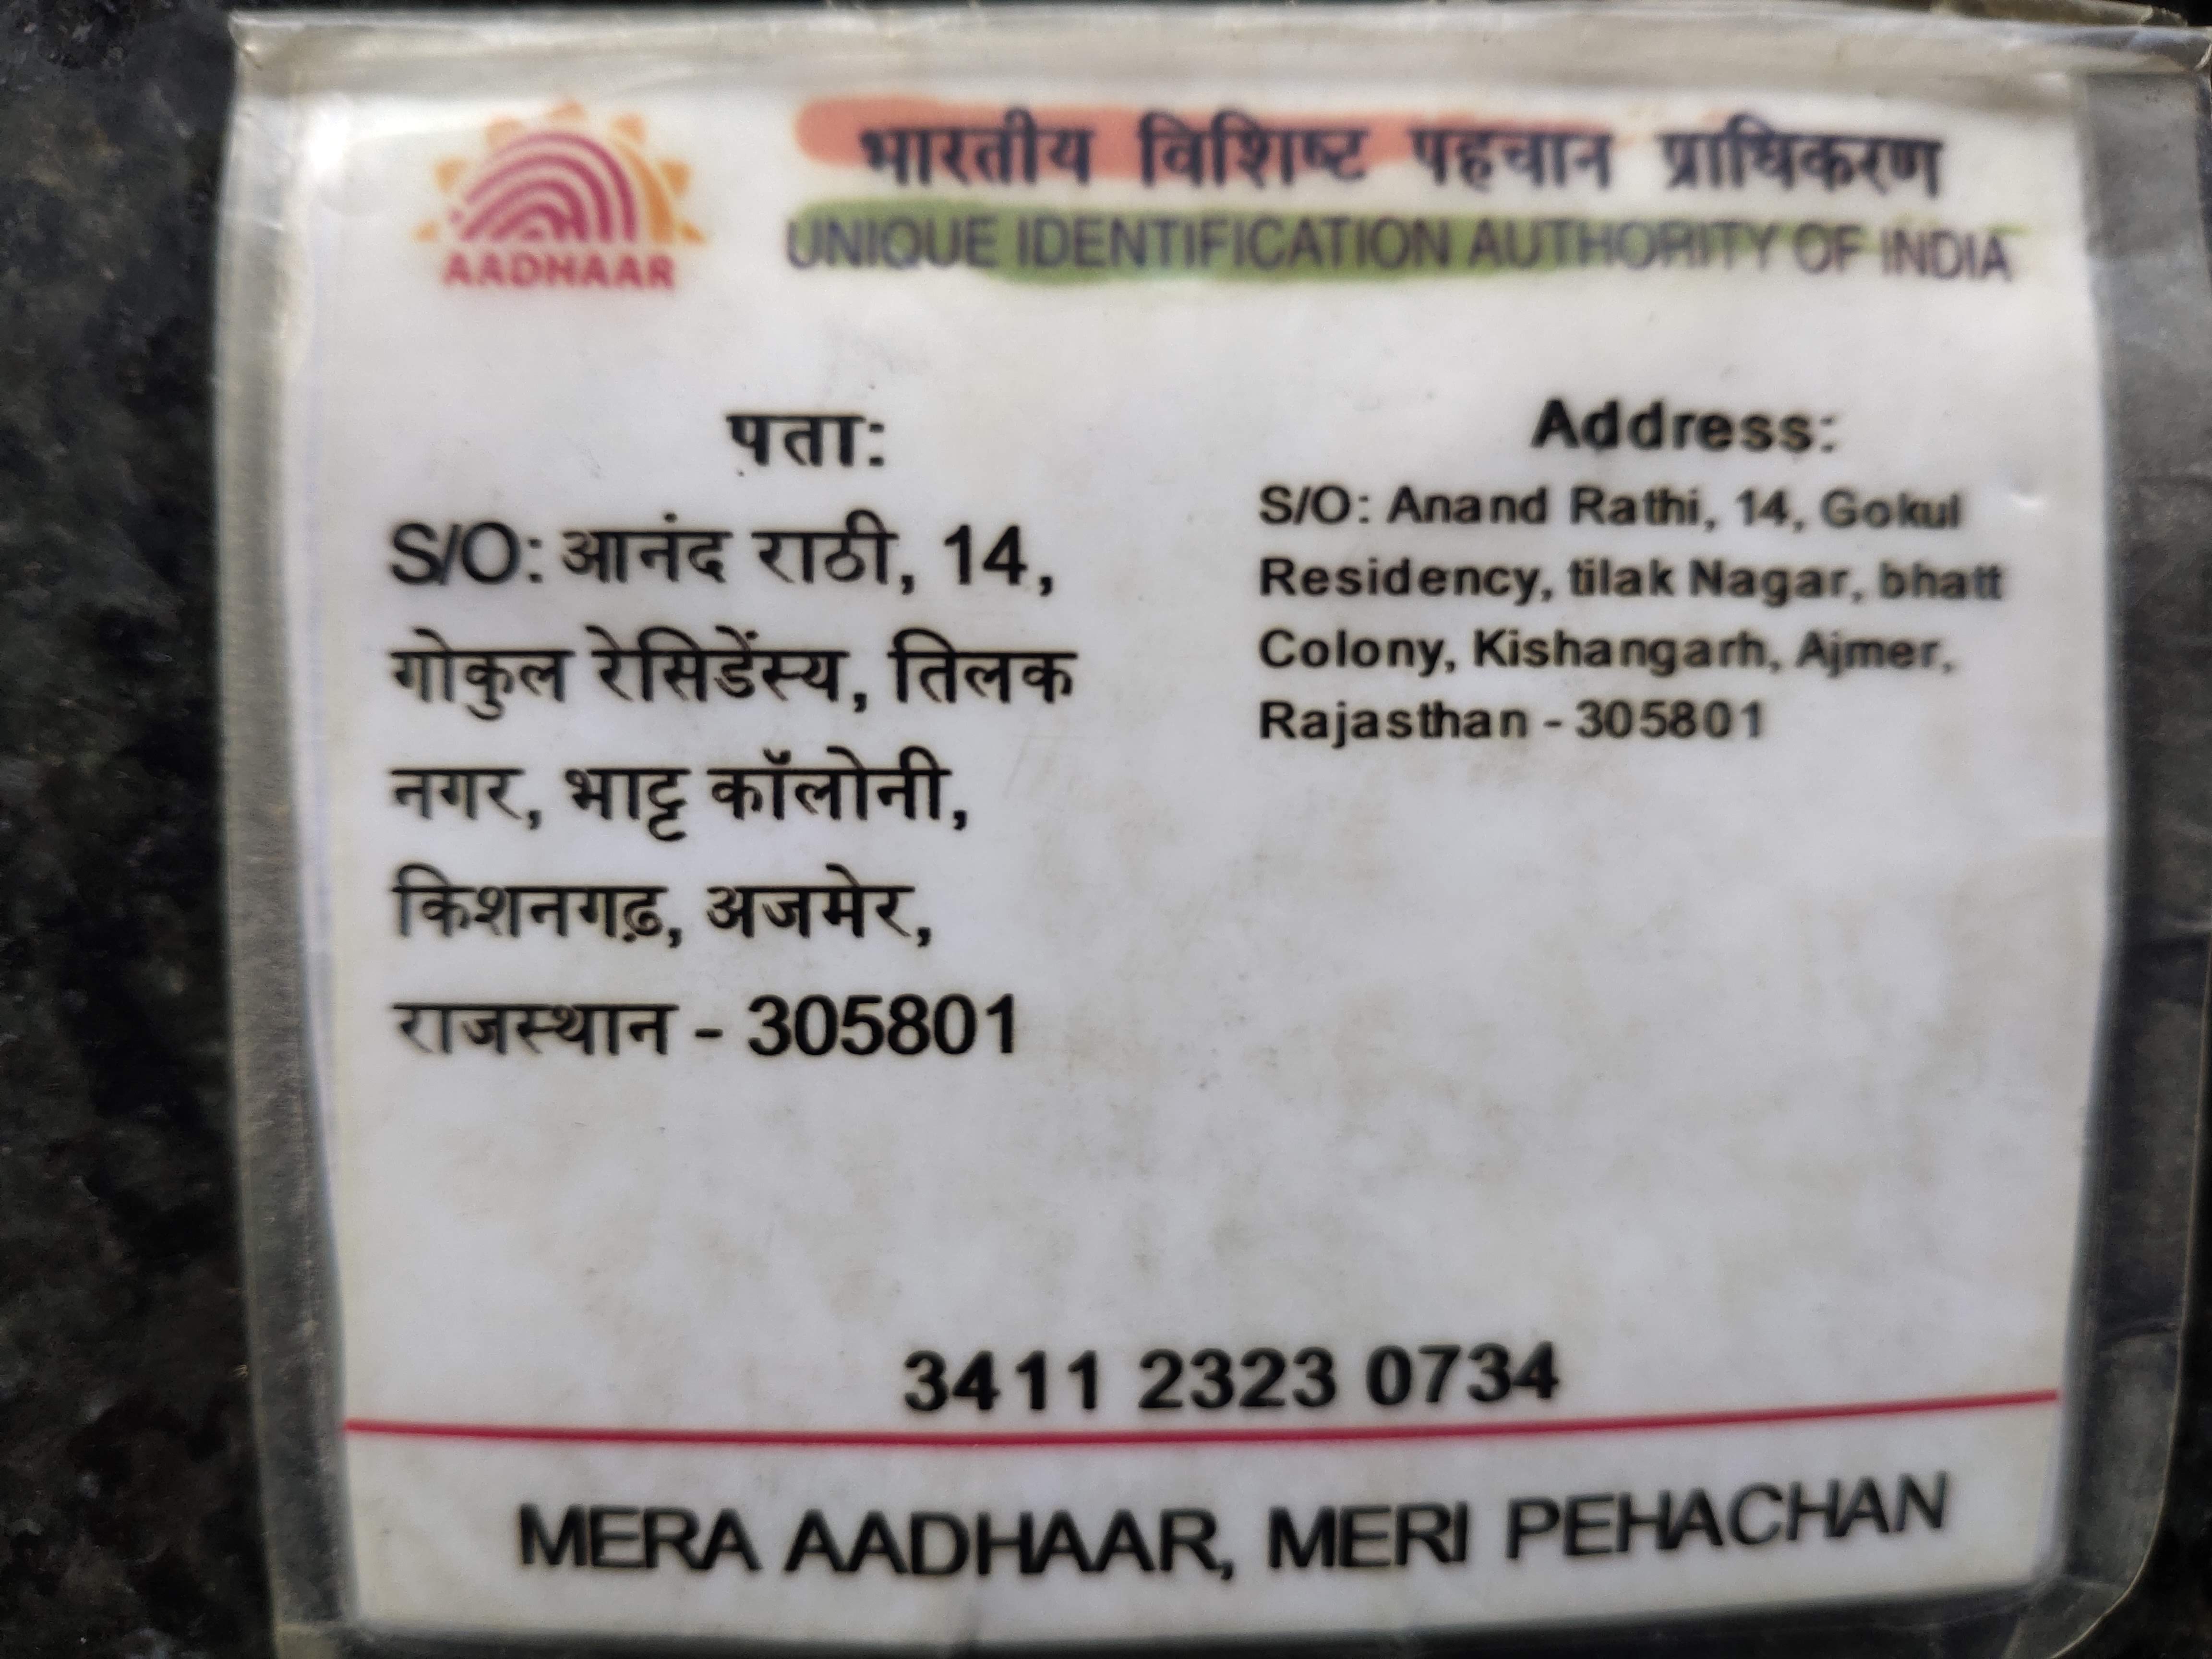 भारतीय विशिष्ट पहचान प्राधिकरण
AADHAAR
UNIQUE IDENTIFICATION AUTHORITY OF INDIA
पता:
S/O: आनंद राठी, 14,
गोकुल रेसिडेंस्य, तिलक
नगर, भाट्ट कॉलोनी,
किशनगढ़, अजमेर,
राजस्थान - 305801
Address:
S/O: Anand Rathi, 14, Gokul
Residency, tilak Nagar, bhatt
Colony, Kishangarh, Ajmer,
Rajasthan - 305801
3411 2323 0734
MERA AADHAAR, MERI PEHACHAN